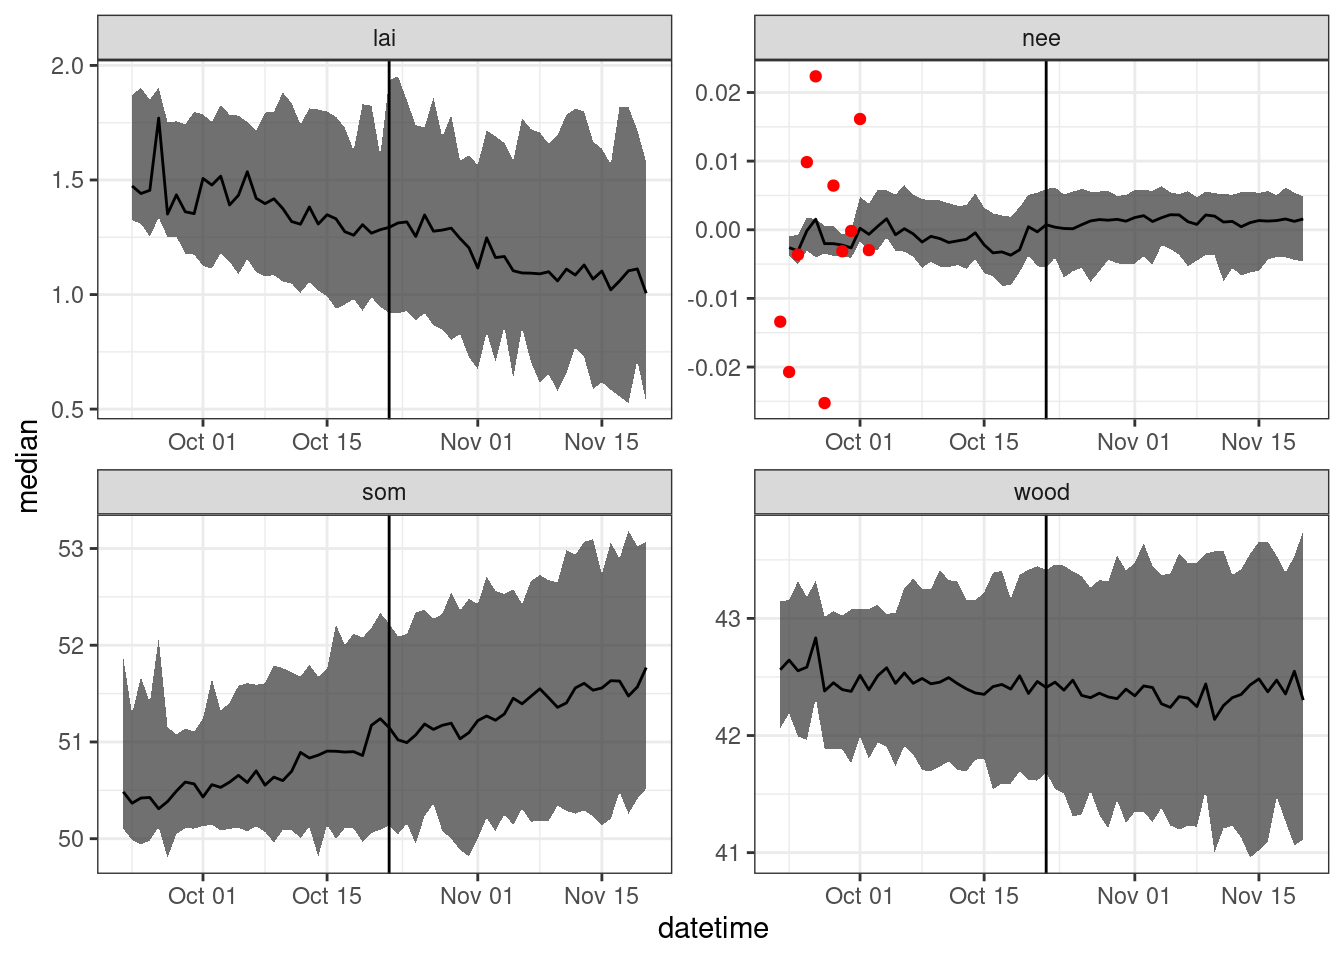 lai
2.0
1.5
1.0
0.5
Oct 01 Oct 15 Nov 01 Nov 15
nee
0.02
0.01
0.00
-0.01
-0.02
Oct 01 Oct 15 Nov 01 Nov 15
median
som
53
52
51
50
Oct 01 Oct 15 Nov 01 Nov 15
wood
43
42
41
Oct 01 Oct 15 Nov 01 Nov 15
datetime